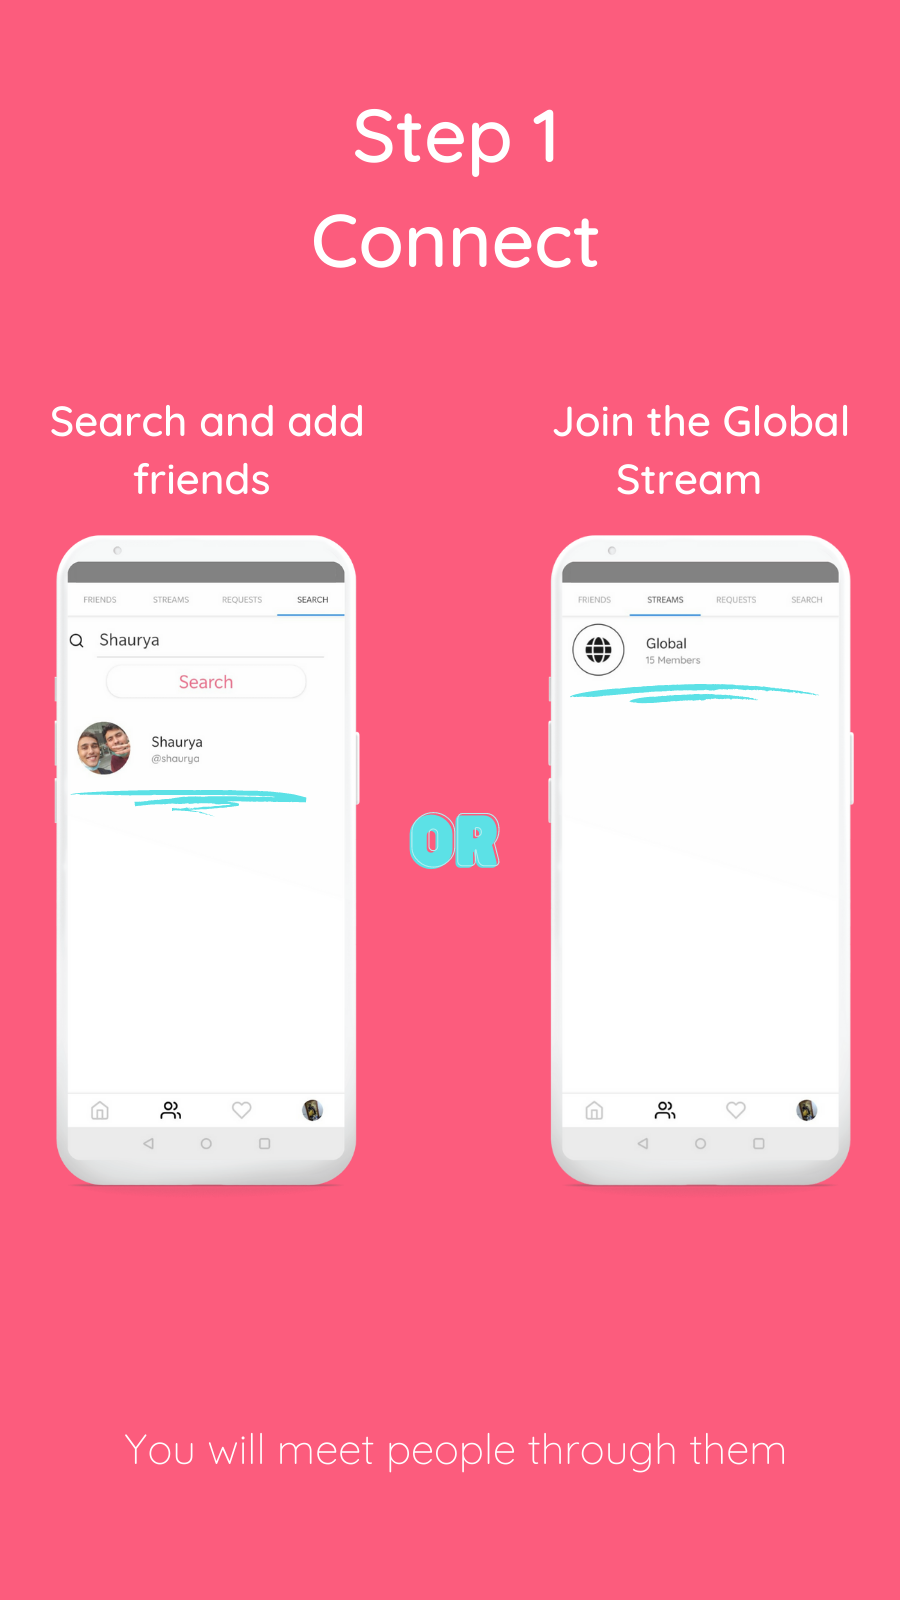 Step 1
Connect
Search and add
friends
FRIENDS STREAMS REQUESTS SEARCH
Shaurya
Search
Shaurya
@shaurya
OR
Join the Global
Stream
FRIENDS STREAMS REQUESTS SEARCH
Global
15 Members
You will meet people through them